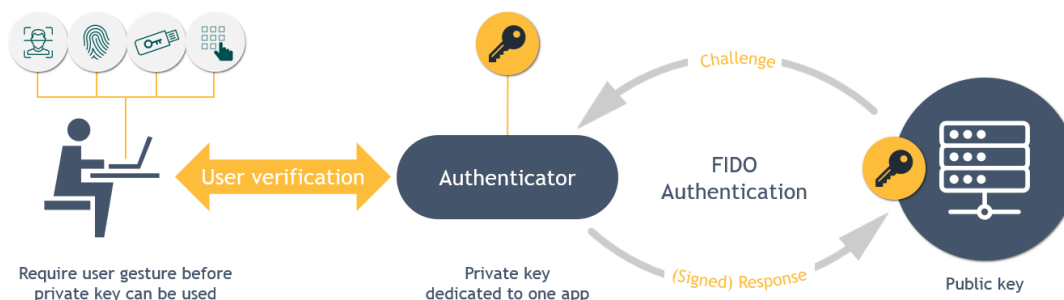 Challenge
User verification
Authenticator
FIDO
Authentication
(Signed) Response
Require user gesture before
private key can be used
Private key
dedicated to one app
Public key